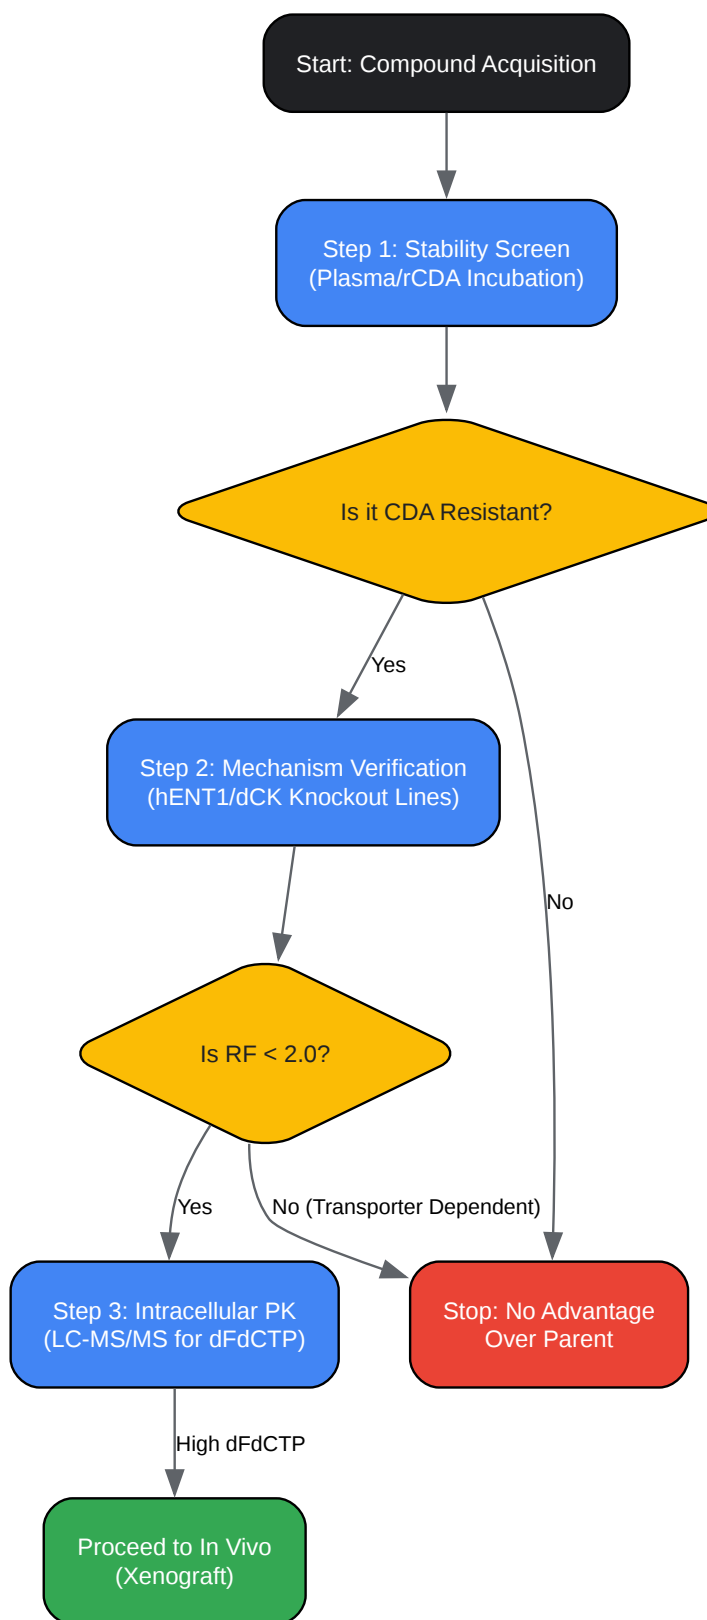 Start: Compound Acquisition
Step 1: Stability Screen
(Plasma/rCDA Incubation)
Is it CDA Resistant?
Yes
Step 2: Mechanism Verification
(hENT1/dCK Knockout Lines)
No
Is RF < 2.0?
Yes
No (Transporter Dependent)
Step 3: Intracellular PK
(LC-MS/MS for dFdCTP)
Stop: No Advantage
Over Parent
High dFdCTP
Proceed to In Vivo
(Xenograft)